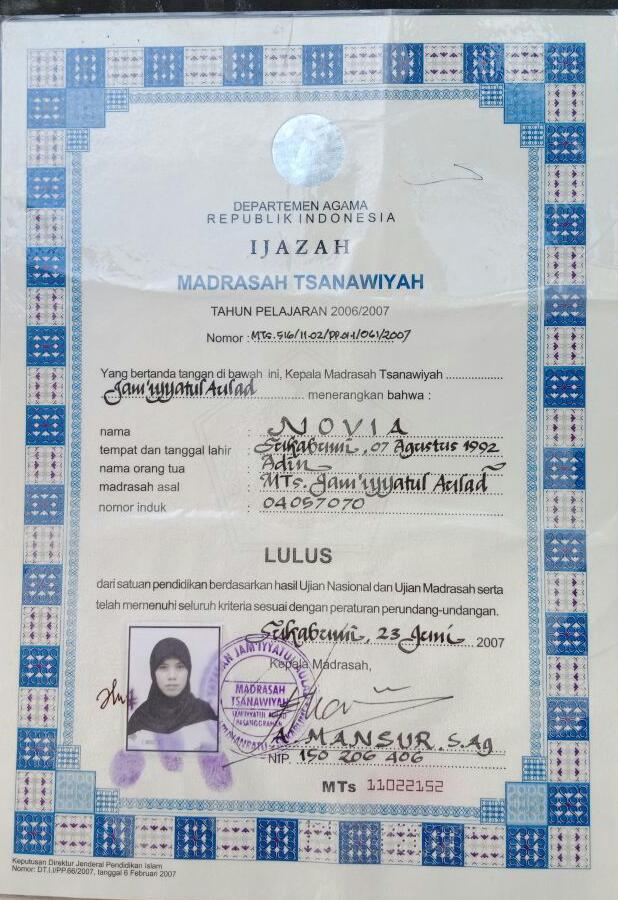 DEPARTEMEN AGAMA
REPUBLIK INDONESIA
IJAZAH
MADRASAH TSANAWIYAH
TAHUN PELAJARAN 2006/2007
Nomor : MTs.516/11-02/PP.01-1/061/2007
Yang bertanda tangan di bawah ini, Kepala Madrasah Tsanawiyah
Jam'iyyatul Aulad menerangkan bahwa :
nama : NOVIA
tempat dan tanggal lahir : Sukabumi, 07 Agustus 1992
nama orang tua : Adin
madrasah asal : MTs. Jam'iyyatul Aulad
nomor induk : 04057070
LULUS
dari satuan pendidikan berdasarkan hasil Ujian Nasional dan Ujian Madrasah serta
telah memenuhi seluruh kriteria sesuai dengan peraturan perundang-undangan.
Sukabumi, 23 Juni 2007
Kepala Madrasah,
MADRASAH
TSANAWIYAH
JAM'IYYATUL AULAD
A. MANSUR, S.Ag
NIP. 150 206 406
MTs 11022152
Keputusan Direktur Jenderal Pendidikan Islam
Nomor: DT.I.I/PP.66/2007, tanggal 6 Februari 2007